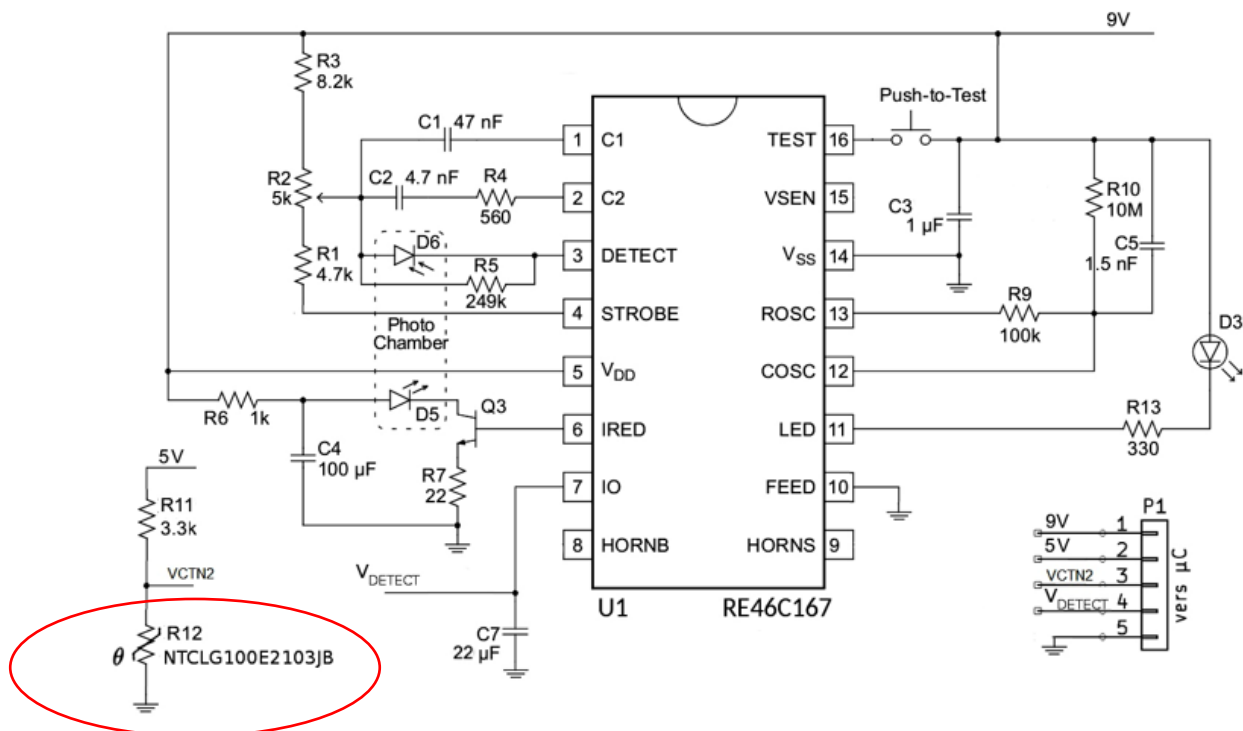 9V
R3
8.2k
Push-to-Test
C1 47 nF
1 C1
TEST 16
R2
5k
C2 4.7 nF
R4
560
2 C2
VSEN 15
C3
1 µF
R10
10M
C5
1.5 nF
R1
4.7k
D6
R5
249k
3 DETECT
VSS 14
Photo
Chamber
4 STROBE
ROSC 13
R9
100k
D3
5 VDD
COSC 12
R6 1k
D5
Q3
6 IRED
LED 11
R13
330
C4
100 µF
R7
22
5V
R11
3.3k
7 IO
FEED 10
8 HORNB
HORNS 9
VCTN2
VDETECT
U1 RE46C167
C7
22 µF
R12
θ NTCLG100E2103JB
P1
9V 1
5V 2
VCTN2 3
VDETECT 4
5
vers µC